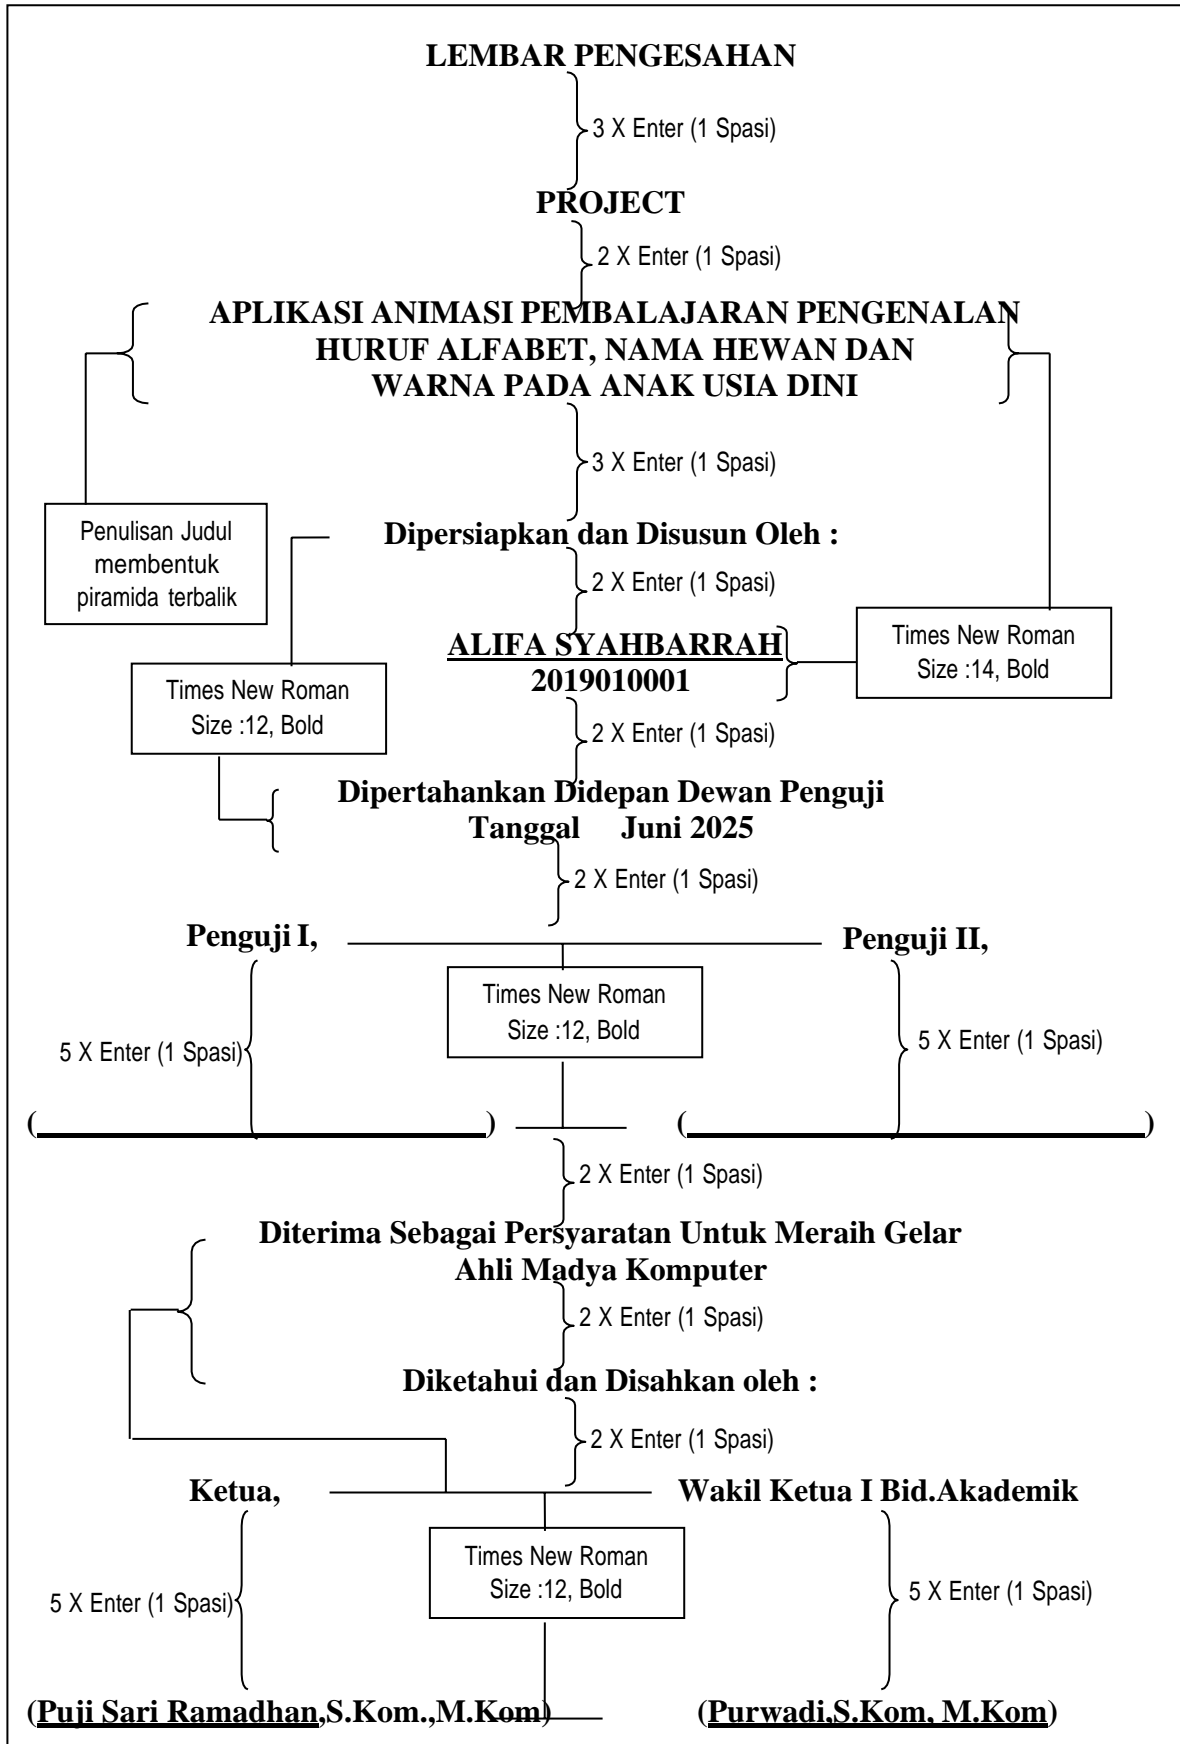 LEMBAR PENGESAHAN
3 X Enter (1 Spasi)
PROJECT
2 X Enter (1 Spasi)
APLIKASI ANIMASI PEMBALAJARAN PENGENALAN
HURUF ALFABET, NAMA HEWAN DAN
WARNA PADA ANAK USIA DINI
3 X Enter (1 Spasi)
Penulisan Judul
membentuk
piramida terbalik
Dipersiapkan dan Disusun Oleh :
2 X Enter (1 Spasi)
ALIFA SYAHBARRAH
2019010001
Times New Roman
Size :14, Bold
Times New Roman
Size :12, Bold
2 X Enter (1 Spasi)
Dipertahankan Didepan Dewan Penguji
Tanggal Juni 2025
2 X Enter (1 Spasi)
Penguji I,
Penguji II,
Times New Roman
Size :12, Bold
5 X Enter (1 Spasi)
5 X Enter (1 Spasi)
(______________________________)
(______________________________)
2 X Enter (1 Spasi)
Diterima Sebagai Persyaratan Untuk Meraih Gelar
Ahli Madya Komputer
2 X Enter (1 Spasi)
Diketahui dan Disahkan oleh :
2 X Enter (1 Spasi)
Ketua,
Wakil Ketua I Bid.Akademik
Times New Roman
Size :12, Bold
5 X Enter (1 Spasi)
5 X Enter (1 Spasi)
(Puji Sari Ramadhan,S.Kom.,M.Kom)
(Purwadi,S.Kom, M.Kom)